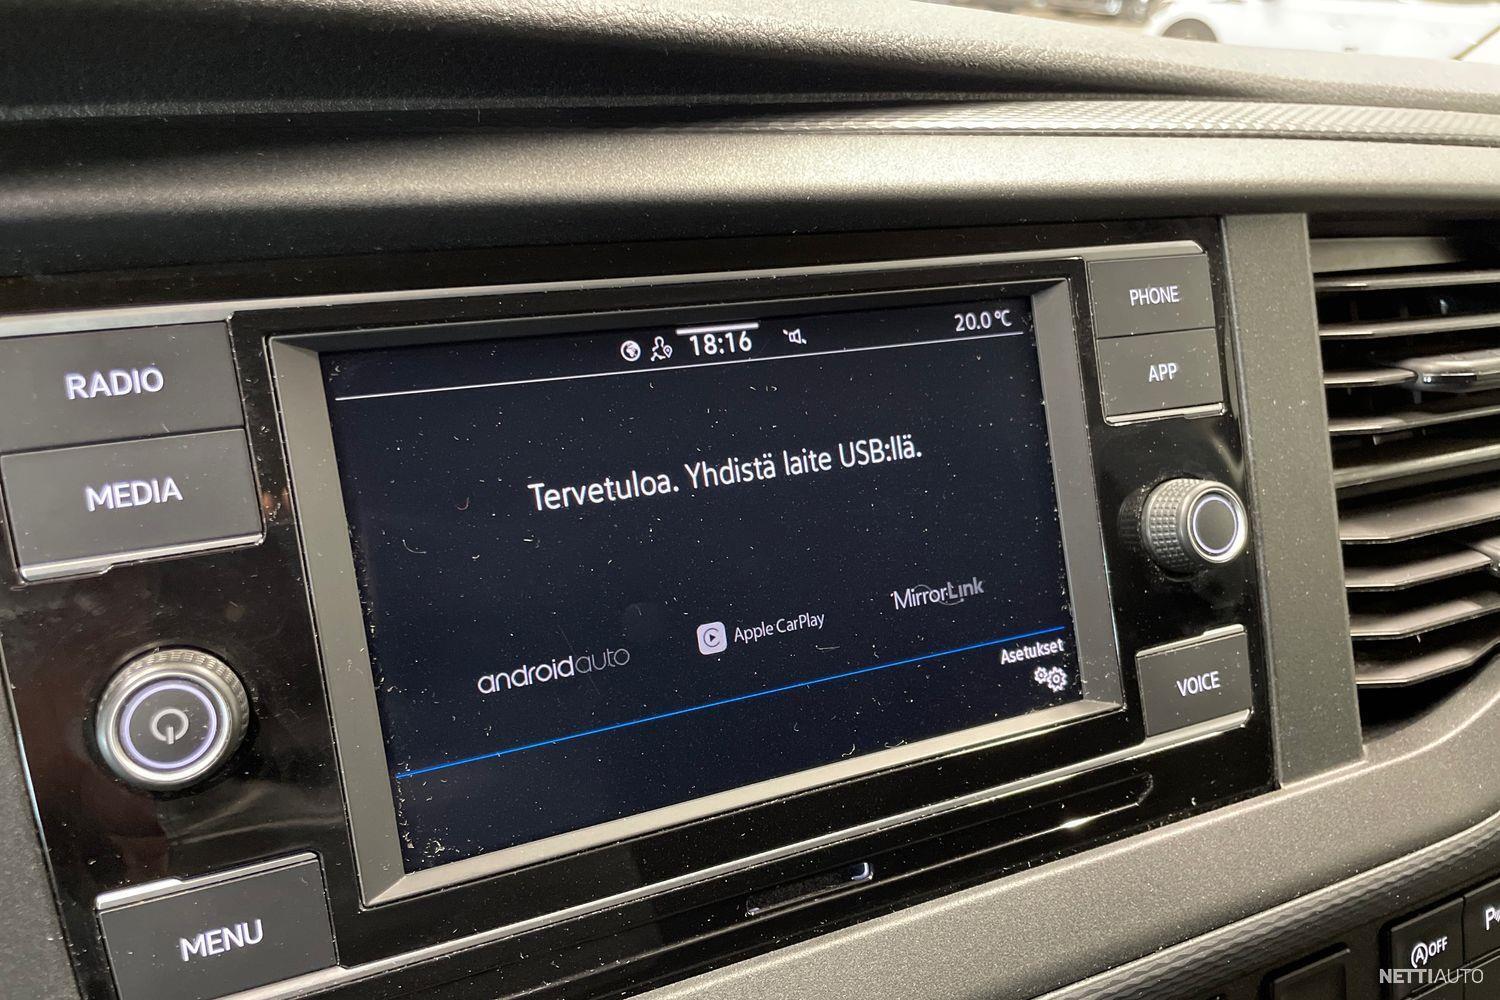 RADIO
MEDIA
MENU
18:16
20.0 °C
Tervetuloa. Yhdistä laite USB:llä.
androidauto
Apple CarPlay
MirrorLink
Asetukset
PHONE
APP
VOICE
A OFF
NETTIAUTO